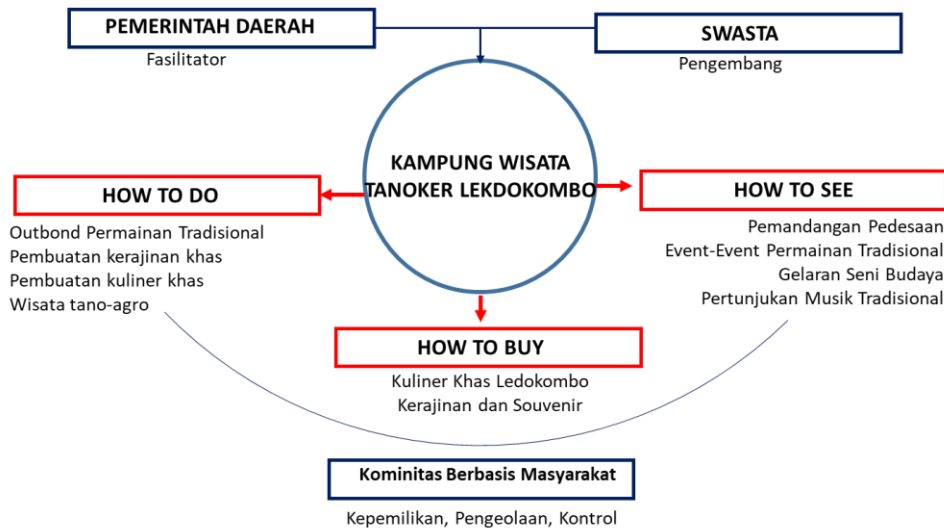 PEMERINTAH DAERAH
Fasilitator
SWASTA
Pengembang
KAMPUNG WISATA
TANOKER LEKDOKOMBO
HOW TO DO
Outbond Permainan Tradisional
Pembuatan kerajinan khas
Pembuatan kuliner khas
Wisata tano-agro
HOW TO SEE
Pemandangan Pedesaan
Event-Event Permainan Tradisional
Gelaran Seni Budaya
Pertunjukan Musik Tradisional
HOW TO BUY
Kuliner Khas Ledokombo
Kerajinan dan Souvenir
Kominitas Berbasis Masyarakat
Kepemilikan, Pengeolaan, Kontrol